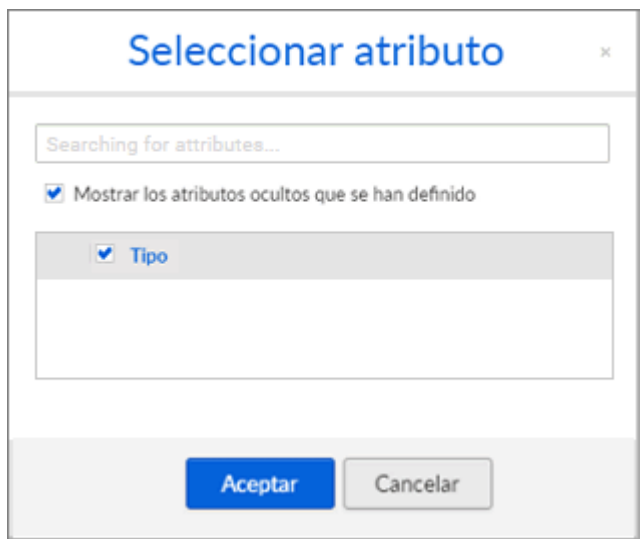 Seleccionar atributo ×
Searching for attributes...
Mostrar los atributos ocultos que se han definido
Tipo
Aceptar Cancelar